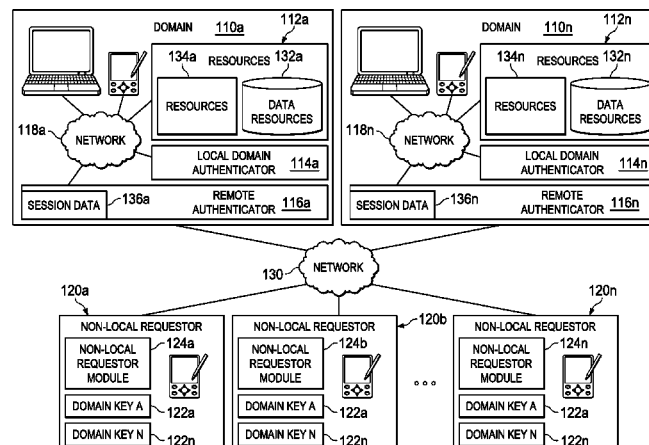 DOMAIN 110a
112a
134a RESOURCES 132a
RESOURCES
DATA
RESOURCES
118a
NETWORK
LOCAL DOMAIN
AUTHENTICATOR 114a
SESSION DATA
136a
REMOTE
AUTHENTICATOR 116a
DOMAIN 110n
112n
134n RESOURCES 132n
RESOURCES
DATA
RESOURCES
118n
NETWORK
LOCAL DOMAIN
AUTHENTICATOR 114n
SESSION DATA
136n
REMOTE
AUTHENTICATOR 116n
130
NETWORK
120a
NON-LOCAL REQUESTOR
NON-LOCAL
REQUESTOR
MODULE
124a
DOMAIN KEY A
122a
DOMAIN KEY N
122n
120b
NON-LOCAL REQUESTOR
NON-LOCAL
REQUESTOR
MODULE
124b
DOMAIN KEY A
122a
DOMAIN KEY N
122n
120n
NON-LOCAL REQUESTOR
NON-LOCAL
REQUESTOR
MODULE
124n
DOMAIN KEY A
122a
DOMAIN KEY N
122n